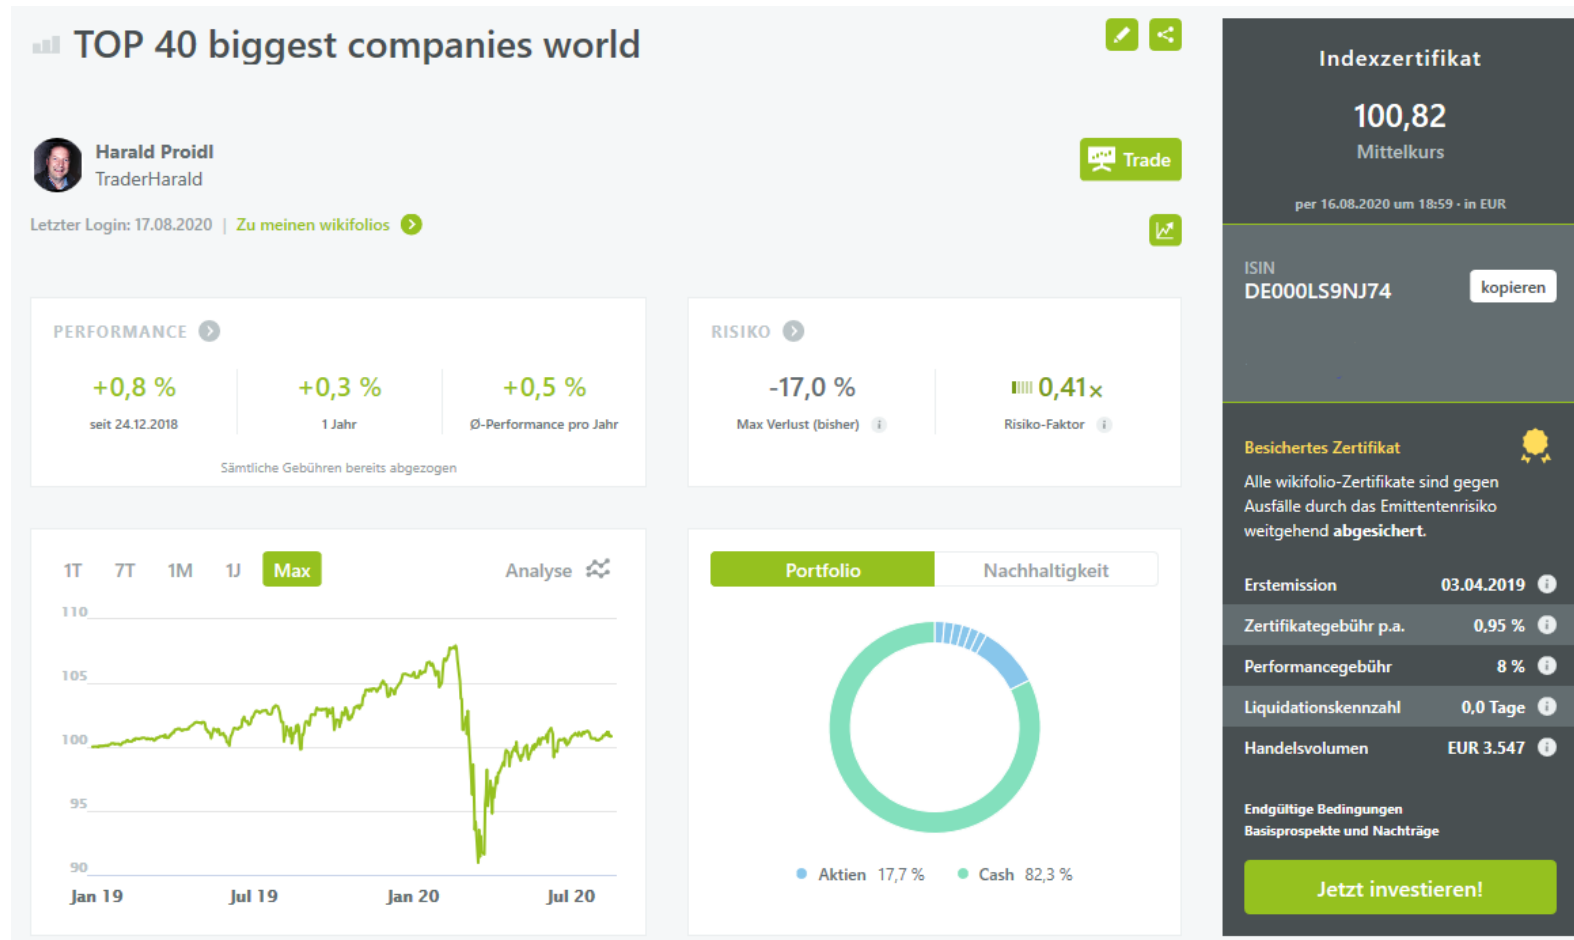 TOP 40 biggest companies world
Harald Proidl
TraderHarald
Trade
Letzter Login: 17.08.2020 | Zu meinen wikifolios
PERFORMANCE
+0,8 %
seit 24.12.2018
+0,3 %
1 Jahr
+0,5 %
Ø-Performance pro Jahr
Sämtliche Gebühren bereits abgezogen
RISIKO
-17,0 %
Max Verlust (bisher)
0,41x
Risiko-Faktor
1T 7T 1M 1J Max Analyse
110
105
100
95
90
Jan 19 Jul 19 Jan 20 Jul 20
Portfolio Nachhaltigkeit
Aktien 17,7 % Cash 82,3 %
Indexzertifikat
100,82
Mittelkurs
per 16.08.2020 um 18:59 - in EUR
ISIN
DE000LS9NJ74
kopieren
Besichertes Zertifikat
Alle wikifolio-Zertifikate sind gegen
Ausfälle durch das Emittentenrisiko
weitgehend abgesichert.
Erstemission 03.04.2019
Zertifikategebühr p.a. 0,95 %
Performancegebühr 8 %
Liquidationskennzahl 0,0 Tage
Handelsvolumen EUR 3.547
Endgültige Bedingungen
Basisprospekte und Nachträge
Jetzt investieren!